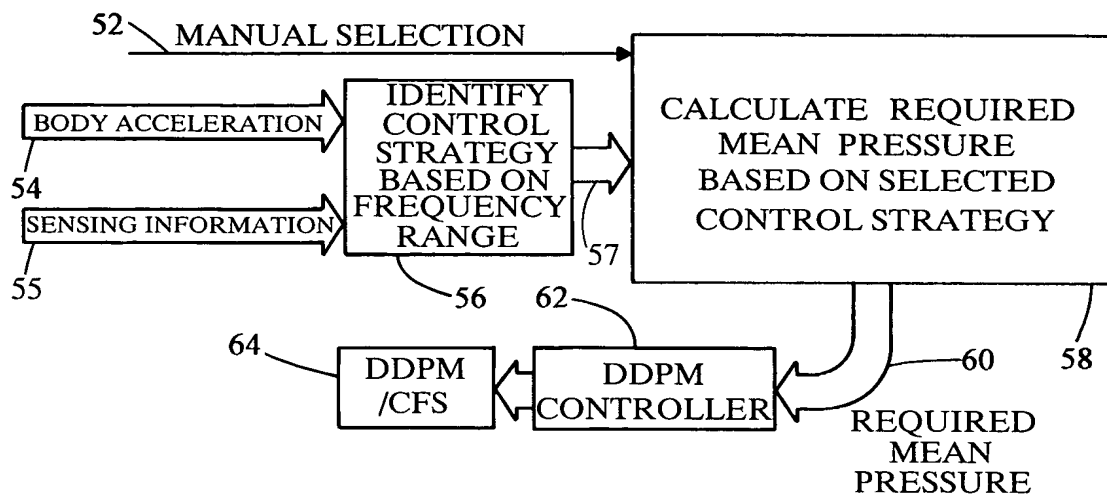 52
MANUAL SELECTION
BODY ACCELERATION
54
SENSING INFORMATION
55
IDENTIFY
CONTROL
STRATEGY
BASED ON
FREQUENCY
RANGE
56
57
CALCULATE REQUIRED
MEAN PRESSURE
BASED ON SELECTED
CONTROL STRATEGY
58
60
REQUIRED
MEAN
PRESSURE
62
DDPM
CONTROLLER
64
DDPM
/CFS